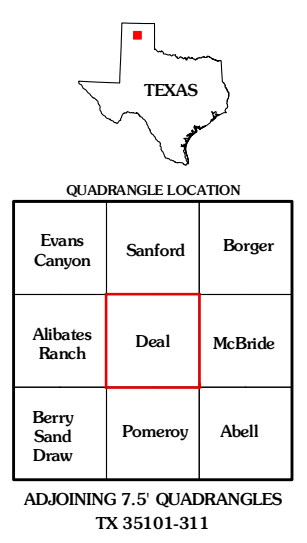 TEXAS
QUADRANGLE LOCATION
Evans
Canyon
Sanford
Borger
Alibates
Ranch
Deal
McBride
Berry
Sand
Draw
Pomeroy
Abell
ADJOINING 7.5' QUADRANGLES
TX 35101-311